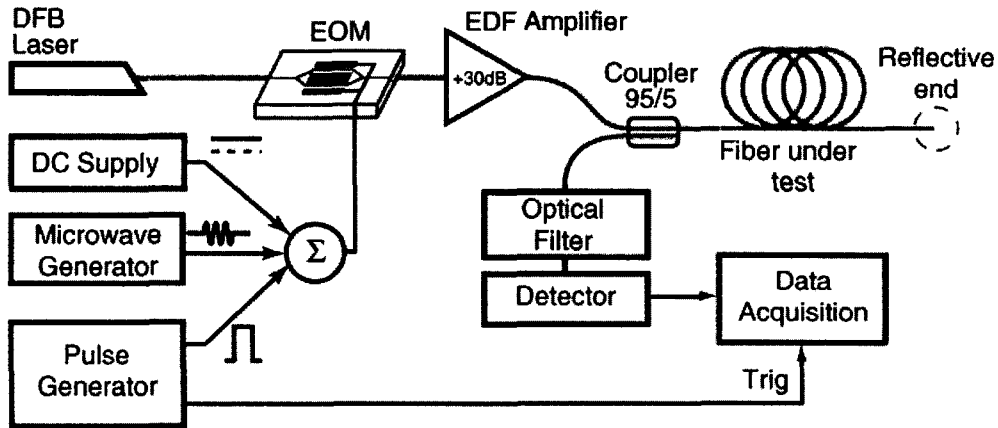 DFB
Laser
EOM
EDF Amplifier
+30dB
Coupler
95/5
Reflective
end
Fiber under
test
DC Supply
Microwave
Generator
Σ
Pulse
Generator
Optical
Filter
Detector
Data
Acquisition
Trig